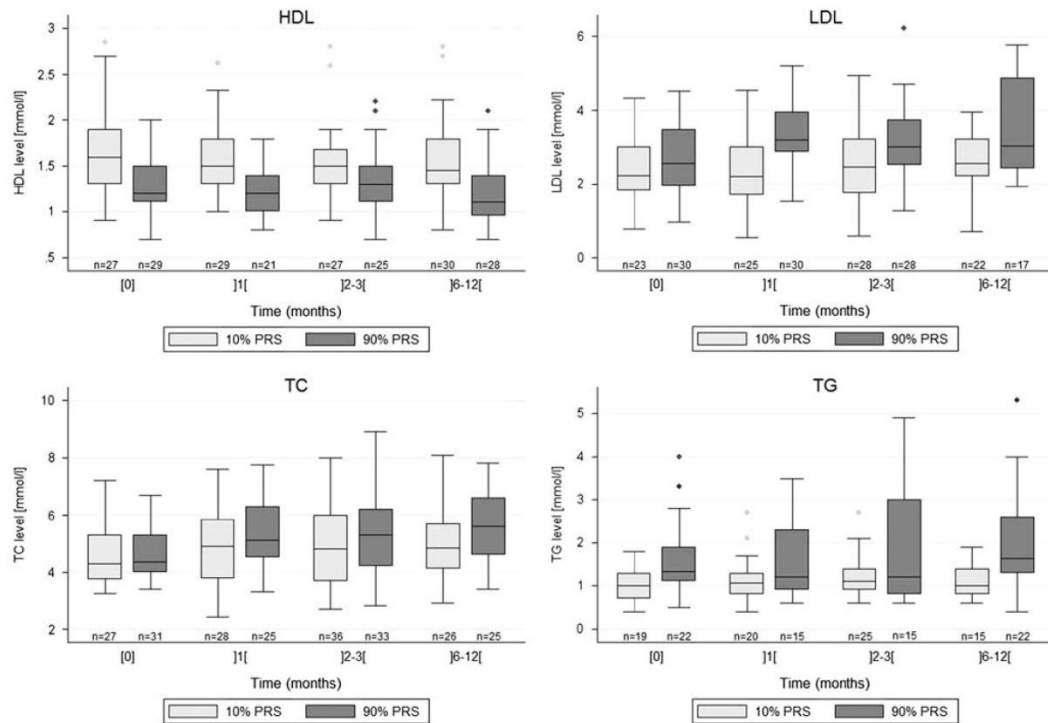 HDL
HDL level [mmol/l]
3
2.5
2
1.5
1
.5
n=27 n=29 n=29 n=21 n=27 n=25 n=30 n=28
[0] ]1[ ]2-3[ ]6-12[
Time (months)
10% PRS 90% PRS
LDL
LDL level [mmol/l]
6
4
2
0
n=23 n=30 n=25 n=30 n=28 n=28 n=22 n=17
[0] ]1[ ]2-3[ ]6-12[
Time (months)
10% PRS 90% PRS
TC
TC level [mmol/l]
10
8
6
4
2
n=27 n=31 n=28 n=25 n=36 n=33 n=26 n=25
[0] ]1[ ]2-3[ ]6-12[
Time (months)
10% PRS 90% PRS
TG
TG level [mmol/l]
5
4
3
2
1
0
n=19 n=22 n=20 n=15 n=25 n=15 n=15 n=22
[0] ]1[ ]2-3[ ]6-12[
Time (months)
10% PRS 90% PRS